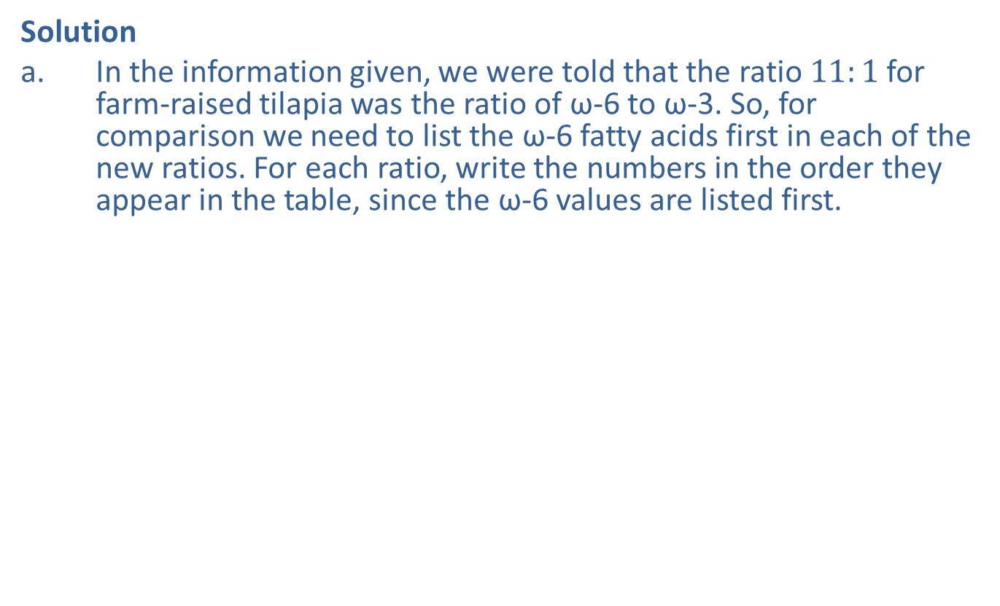 Solution
a. In the information given, we were told that the ratio 11: 1 for
farm-raised tilapia was the ratio of ω-6 to ω-3. So, for
comparison we need to list the ω-6 fatty acids first in each of the
new ratios. For each ratio, write the numbers in the order they
appear in the table, since the ω-6 values are listed first.